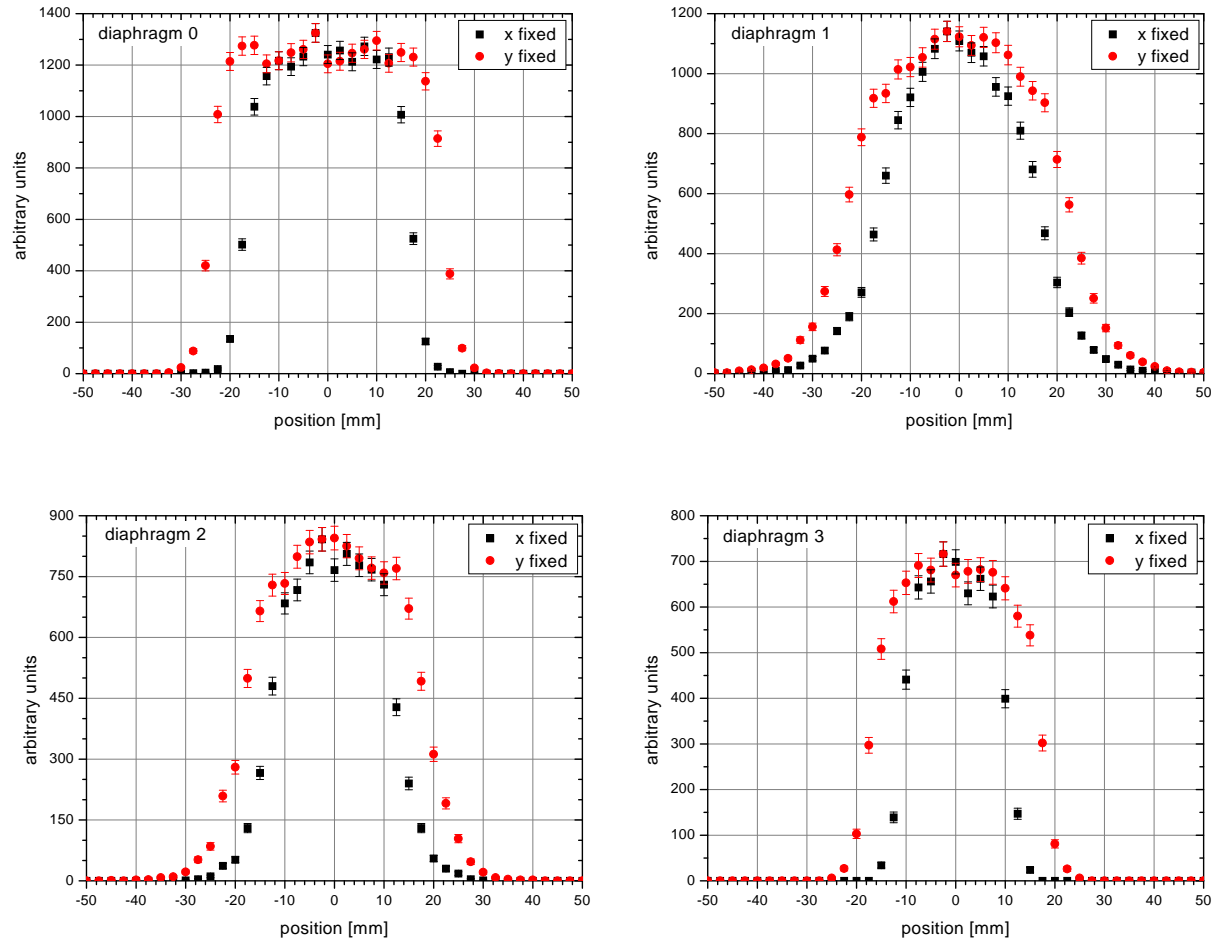 diaphragm 0
x fixed
y fixed
1400
1200
1000
800
600
400
200
0
arbitrary units
-50 -40 -30 -20 -10 0 10 20 30 40 50
position [mm]
diaphragm 1
x fixed
y fixed
1200
1000
800
600
400
200
0
arbitrary units
-50 -40 -30 -20 -10 0 10 20 30 40 50
position [mm]
diaphragm 2
x fixed
y fixed
900
750
600
450
300
150
0
arbitrary units
-50 -40 -30 -20 -10 0 10 20 30 40 50
position [mm]
diaphragm 3
x fixed
y fixed
800
700
600
500
400
300
200
100
0
arbitrary units
-50 -40 -30 -20 -10 0 10 20 30 40 50
position [mm]